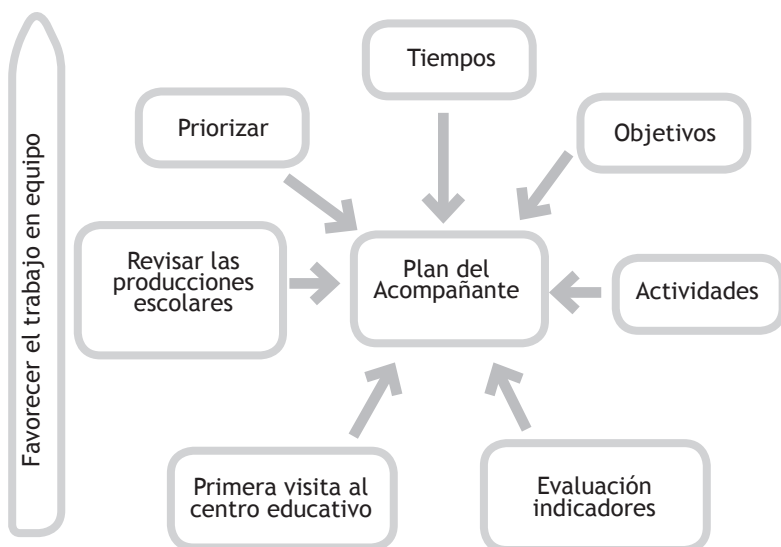 Favorecer el trabajo en equipo
Tiempos
Priorizar
Objetivos
Revisar las
producciones
escolares
Plan del
Acompañante
Actividades
Primera visita al
centro educativo
Evaluación
indicadores